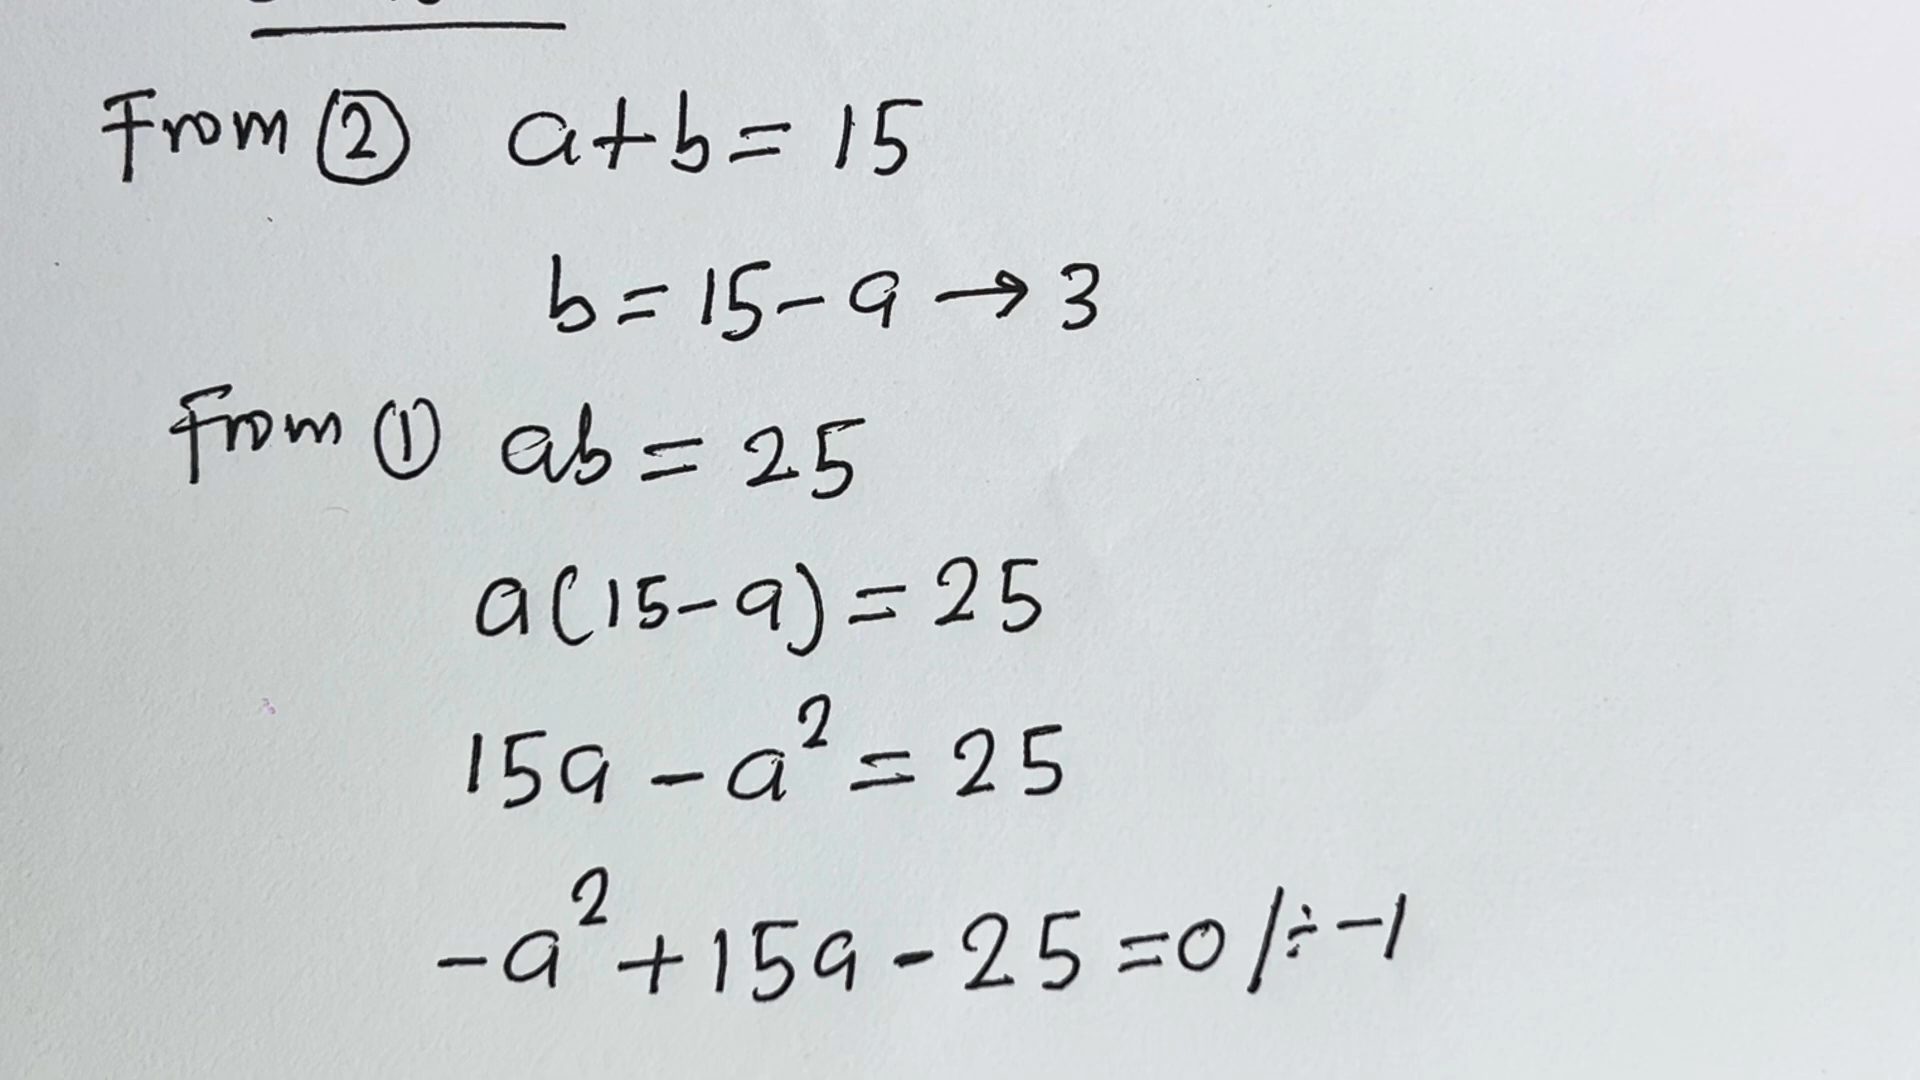 From ② a+b= 15
b=15-a→3
From ① ab=25
a(15-a)=25
15a-a²=25
-a²+15a-25=0/÷-1